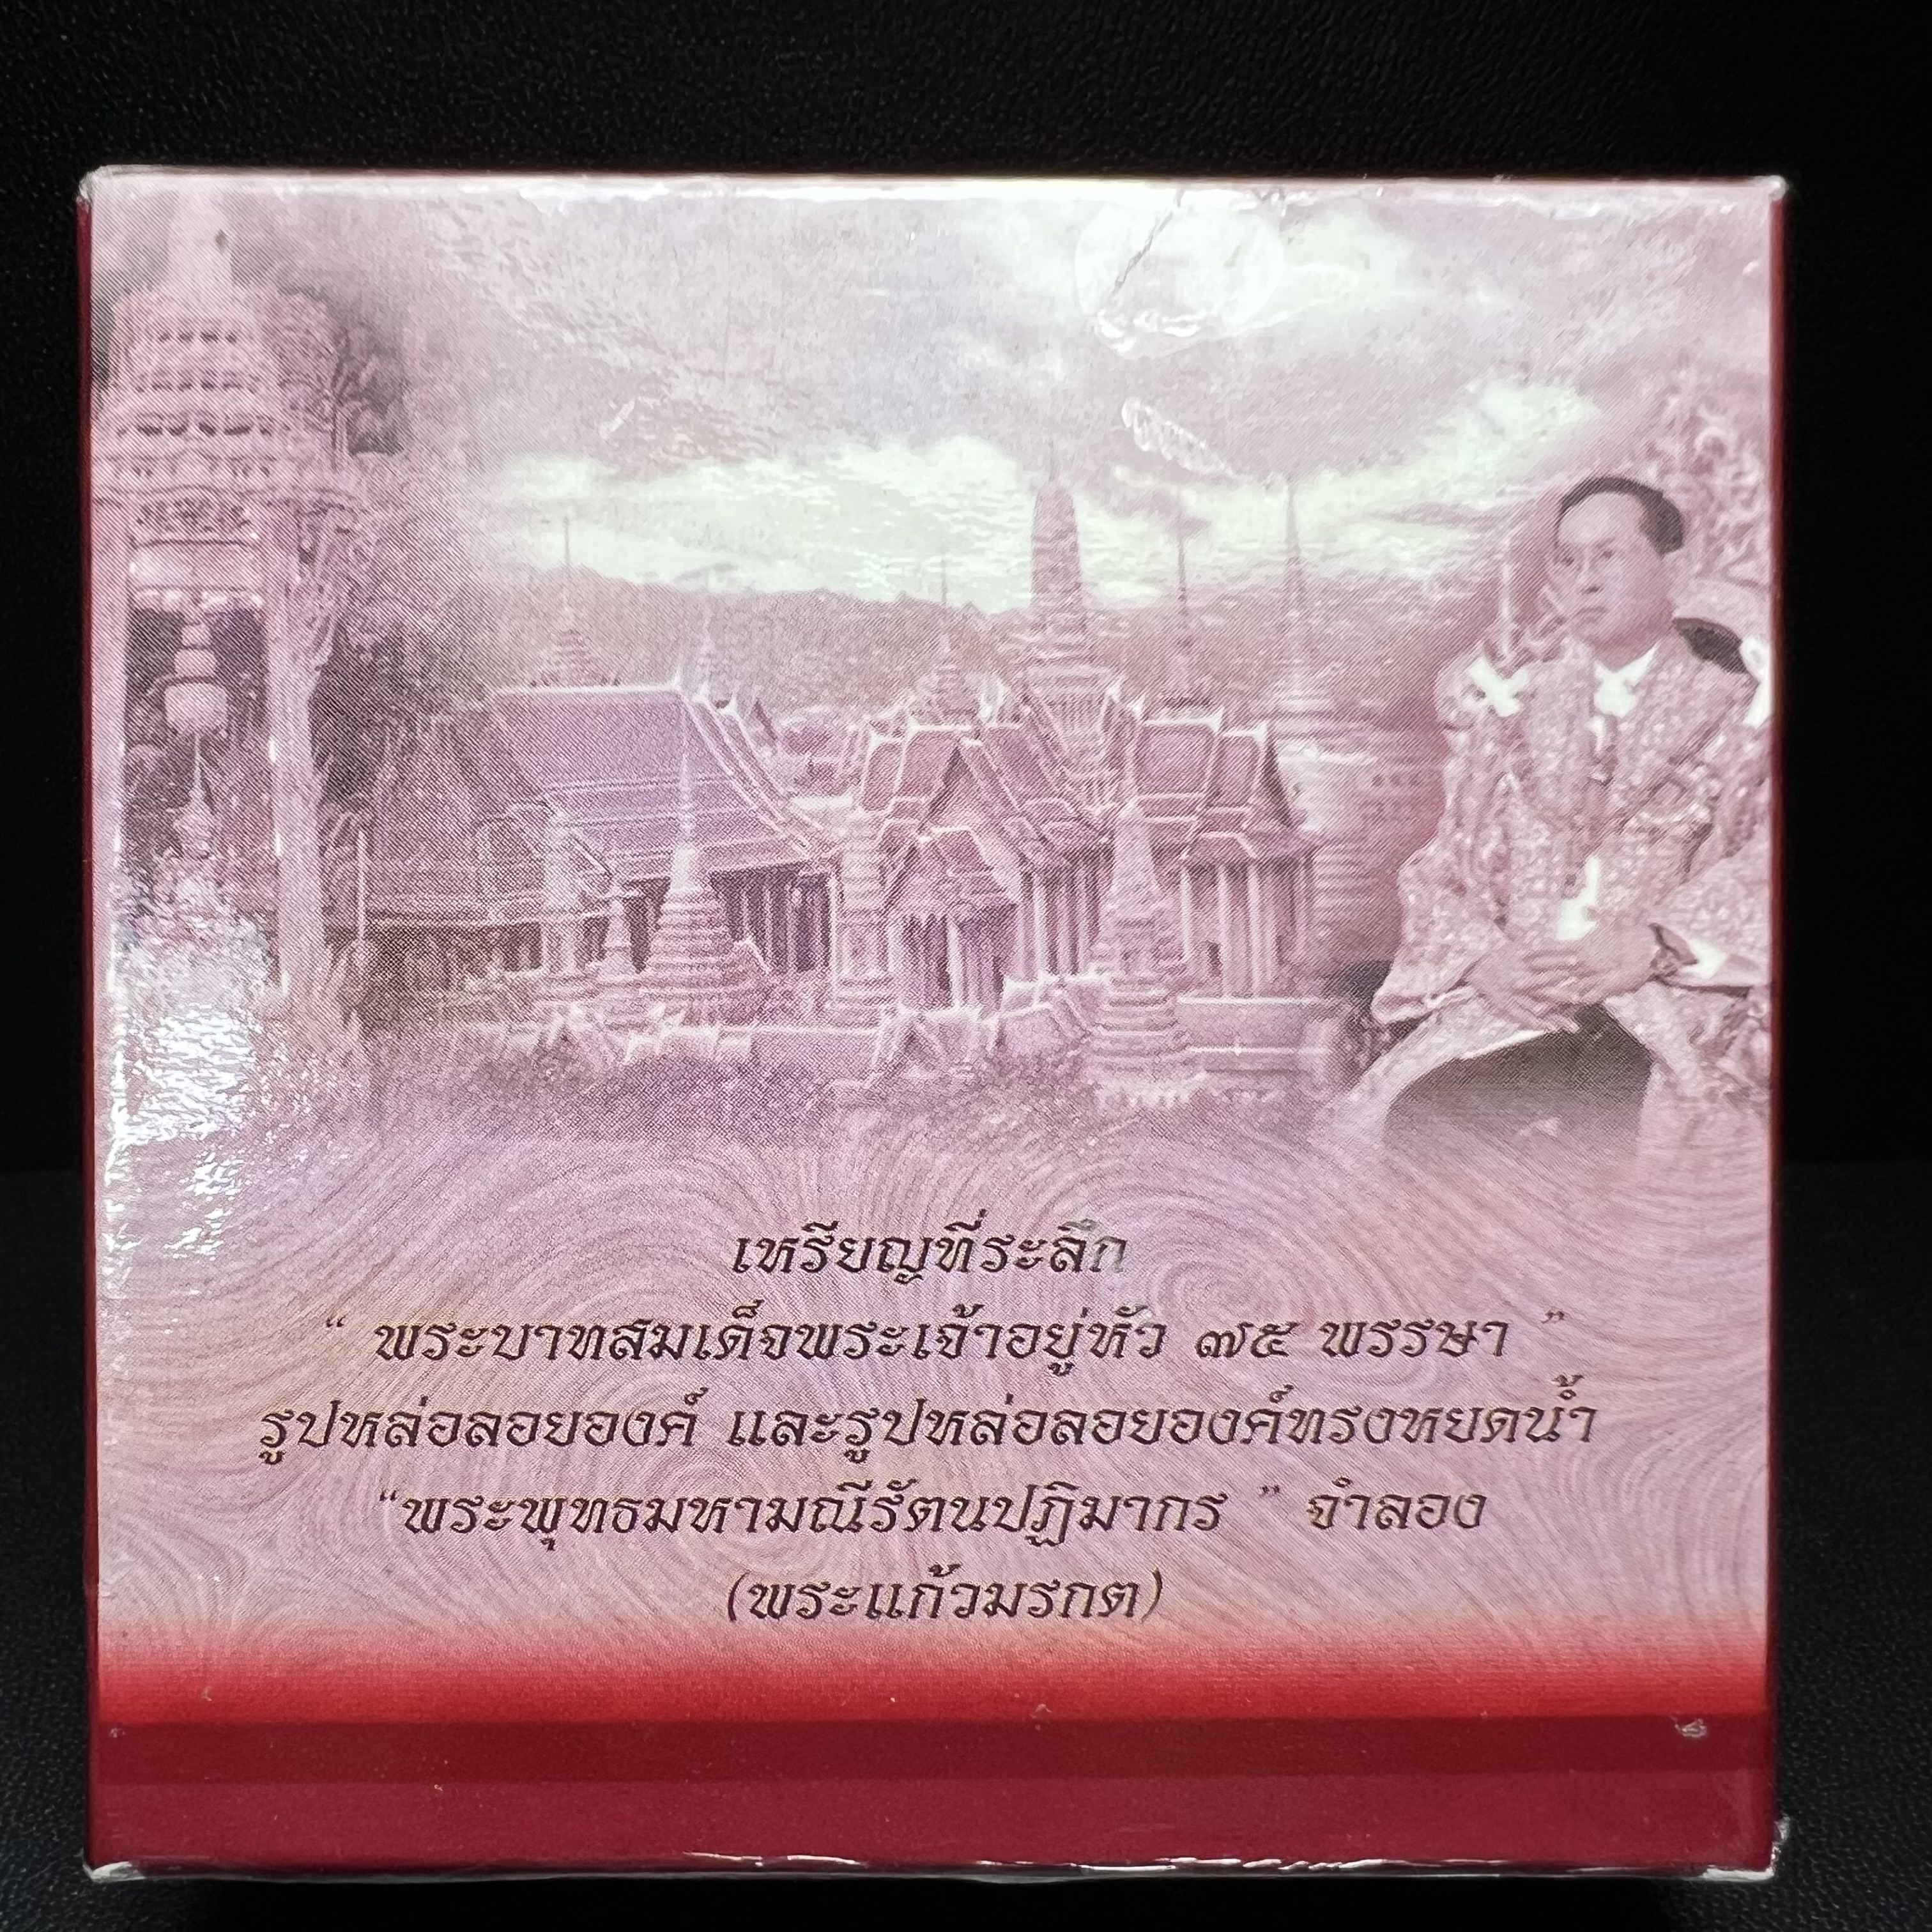 เหรียญที่ระลึก
“ พระบาทสมเด็จพระเจ้าอยู่หัว ๗๕ พรรษา ”
รูปหล่อลอยองค์ และรูปหล่อลอยองค์ทรงหยดน้ำ
“พระพุทธมหามณีรัตนปฏิมากร ” จำลอง
(พระแก้วมรกต)